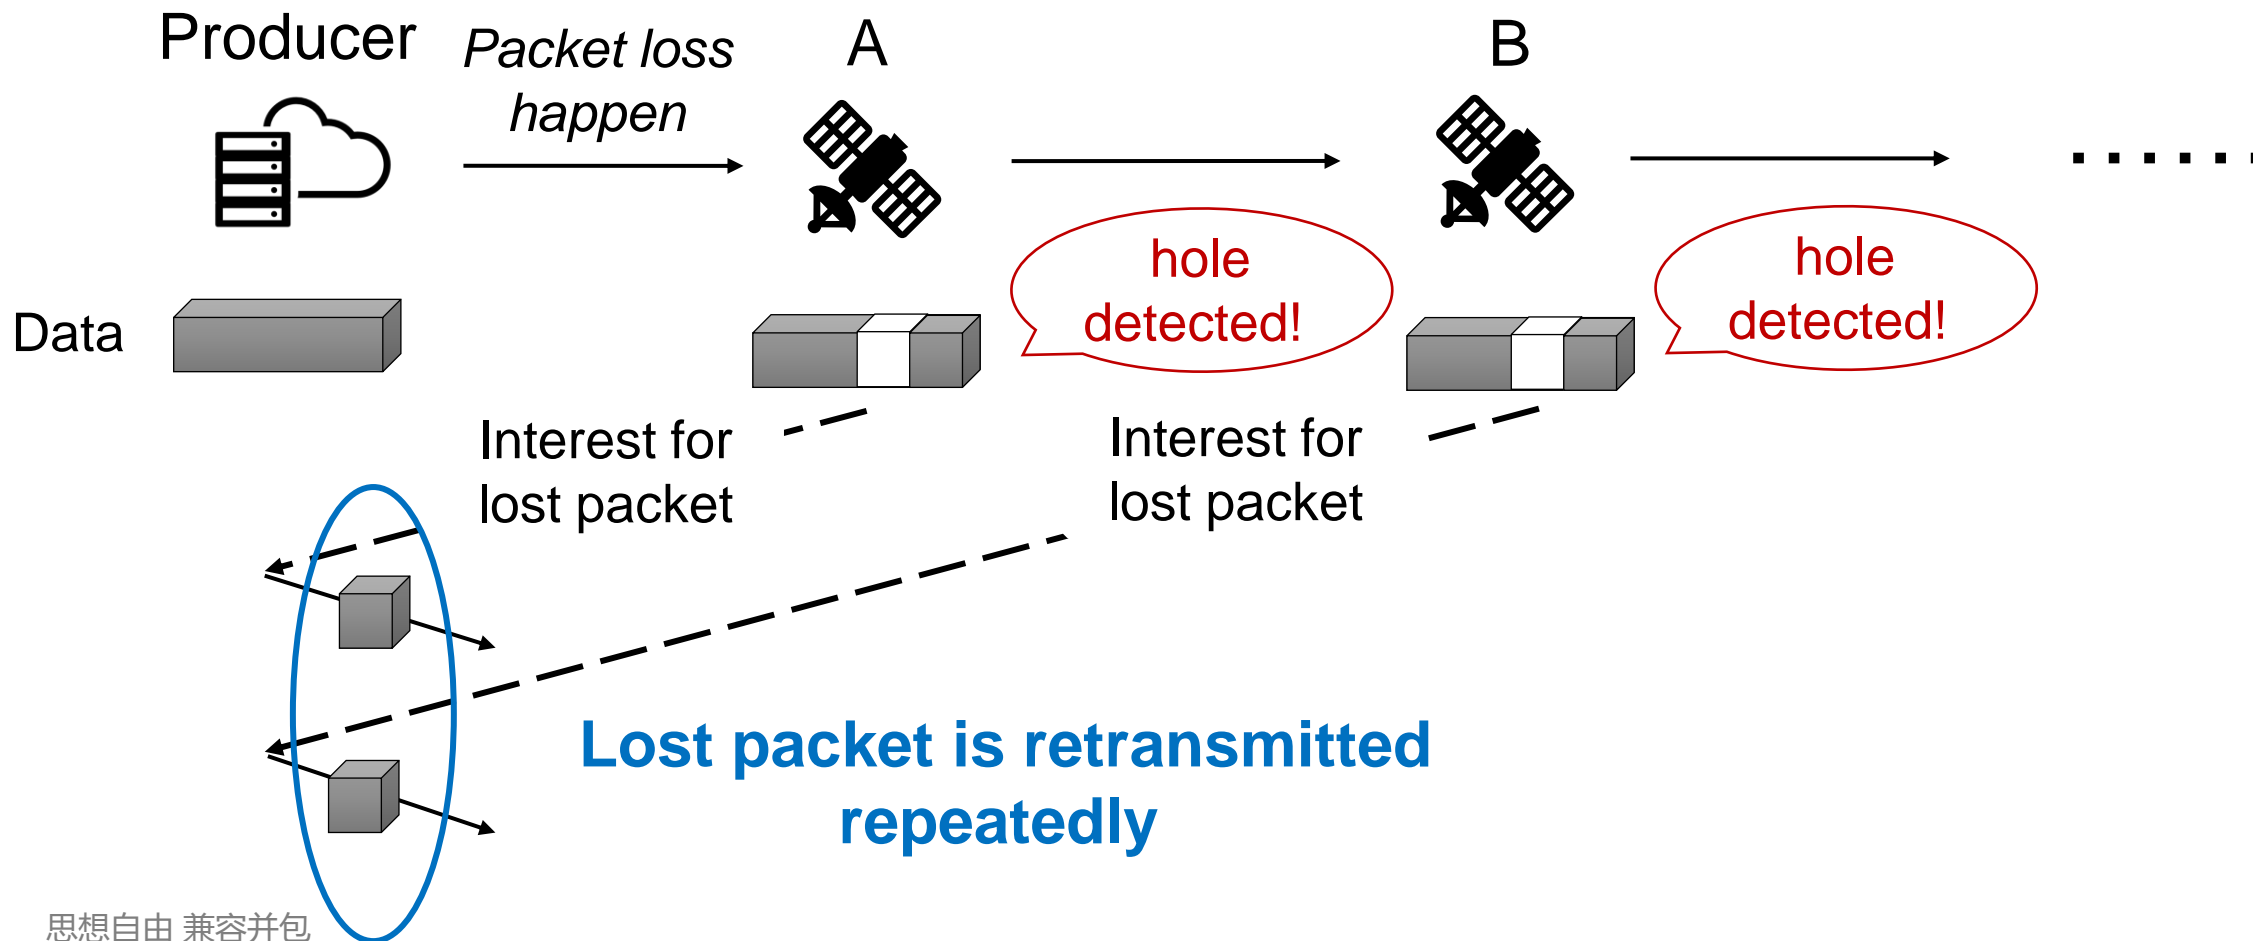 Producer
Packet loss
happen
A
B
hole
detected!
hole
detected!
Data
Interest for
lost packet
Interest for
lost packet
Lost packet is retransmitted
repeatedly
思想自由 兼容并包